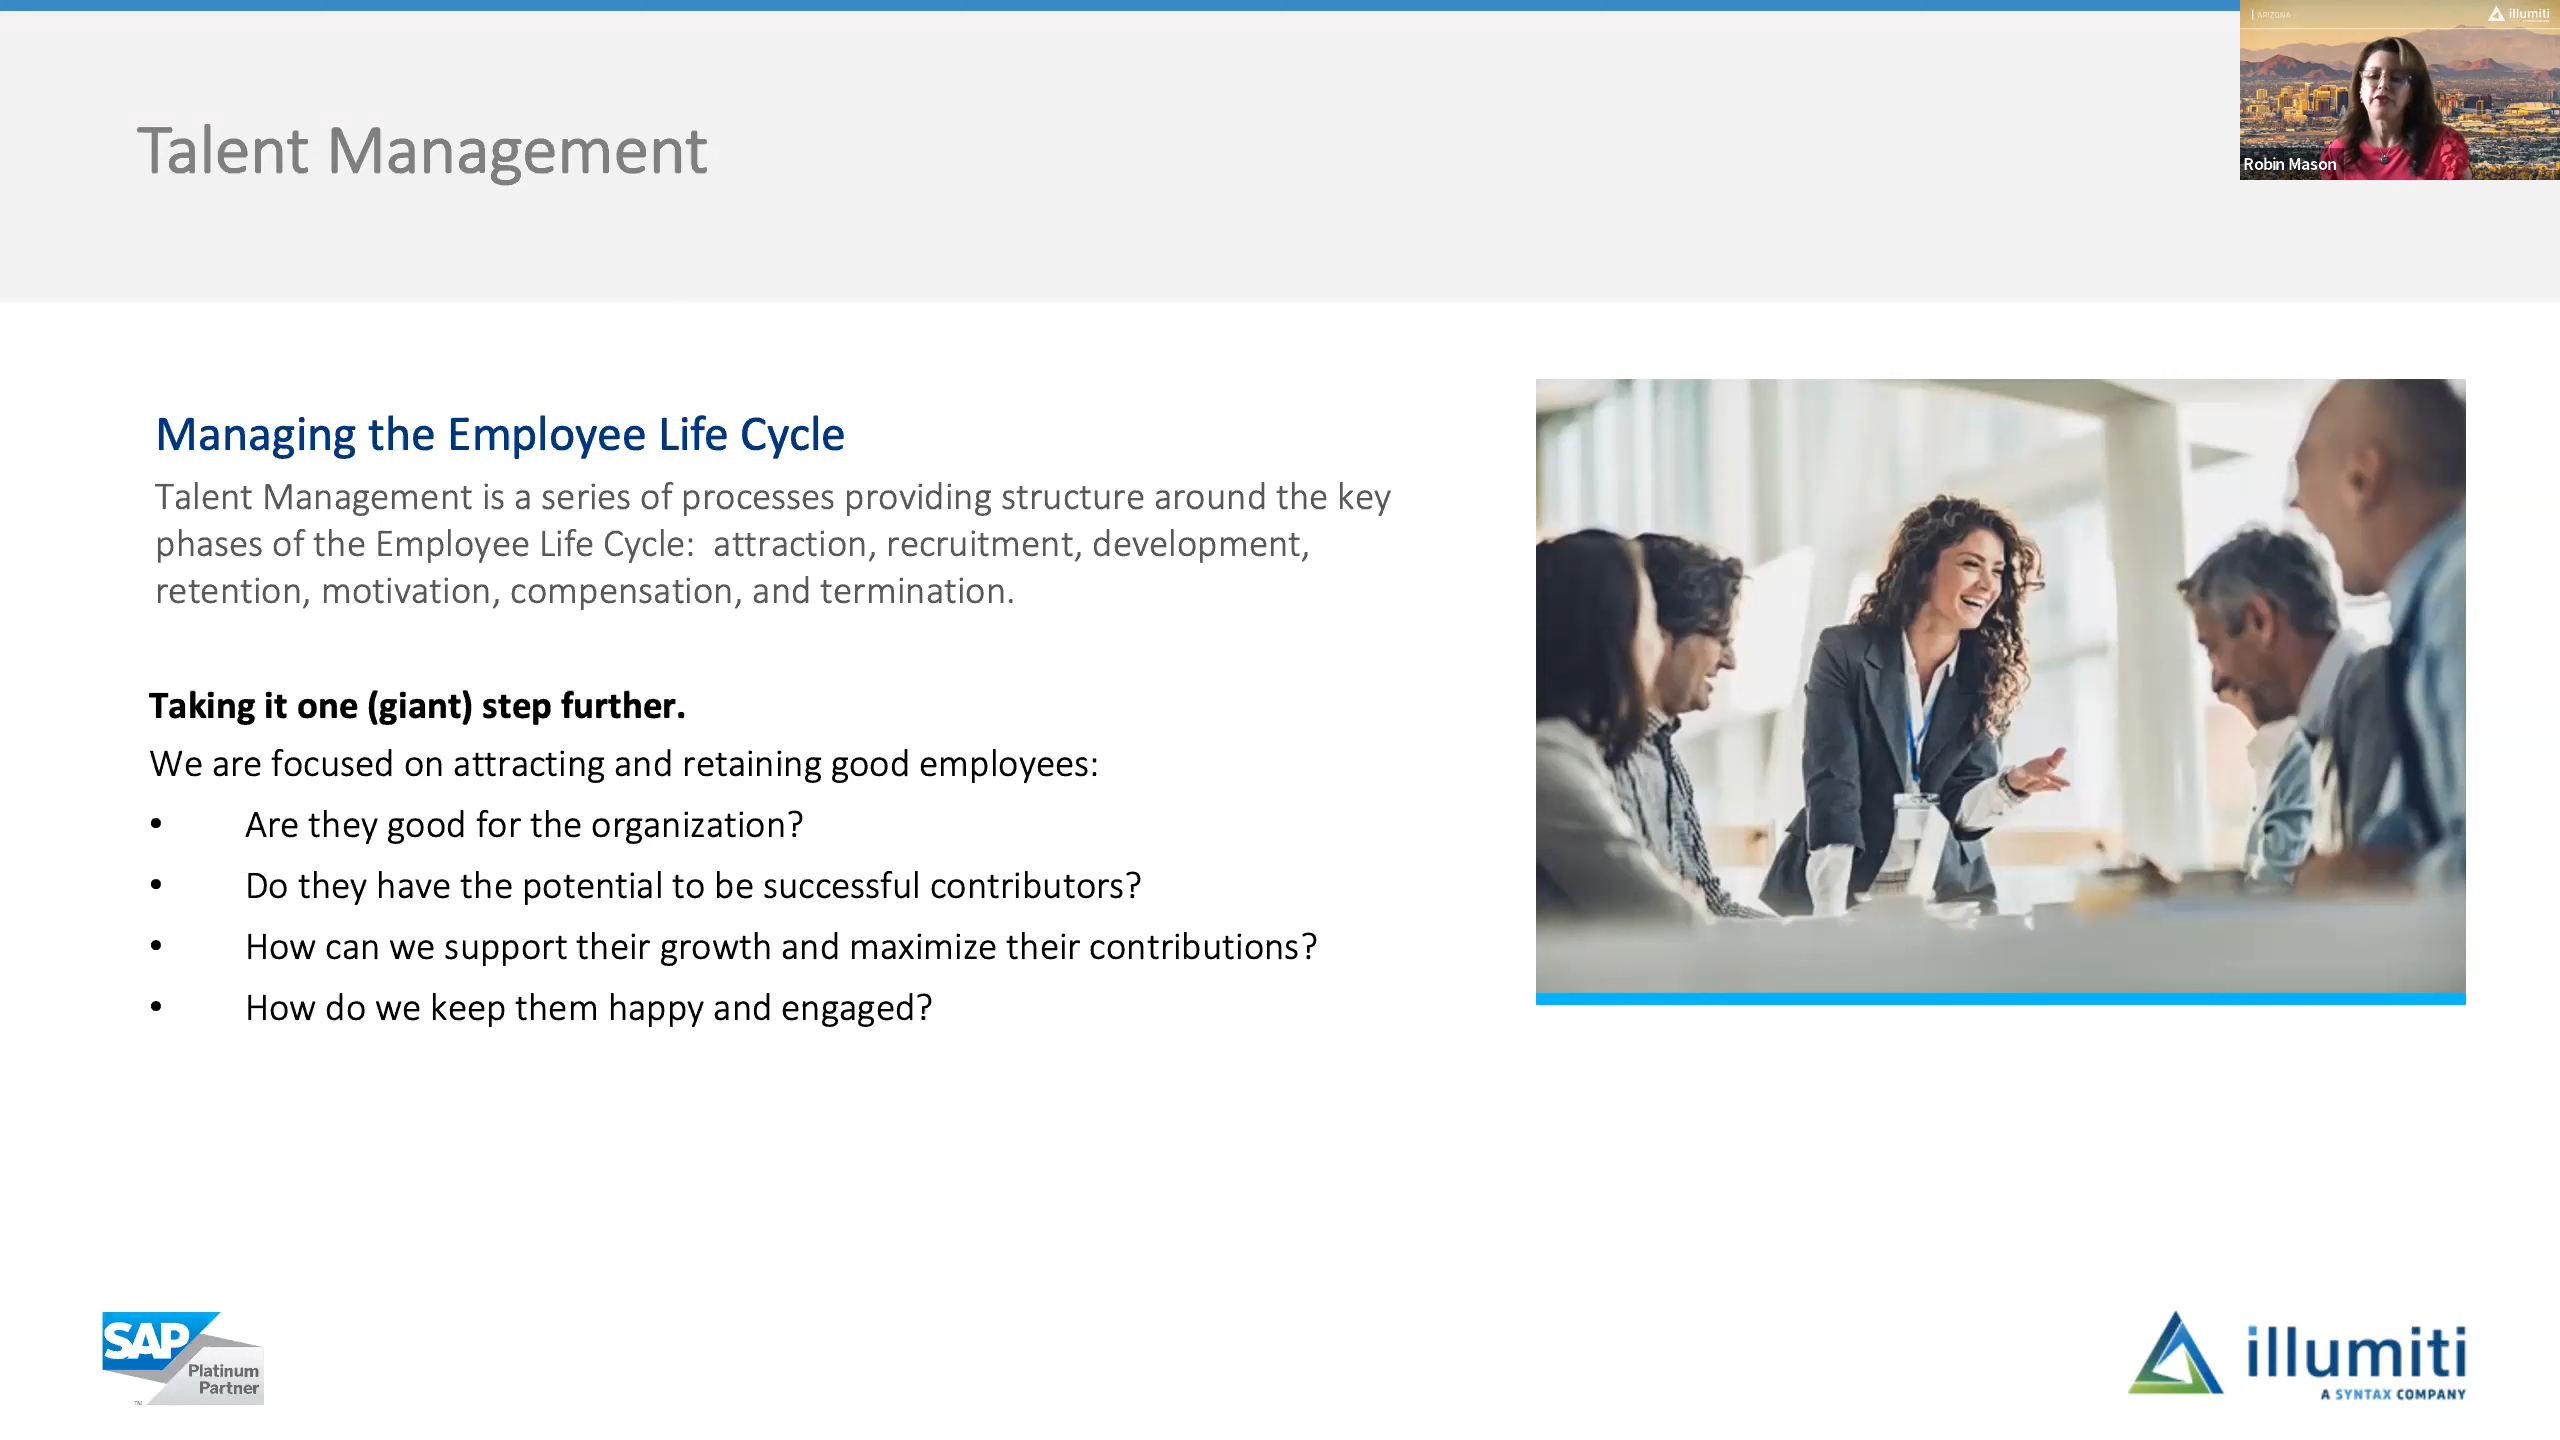 ARIZONA
illumiti
Talent Management
Robin Mason
Managing the Employee Life Cycle
Talent Management is a series of processes providing structure around the key
phases of the Employee Life Cycle:  attraction, recruitment, development,
retention, motivation, compensation, and termination.
Taking it one (giant) step further.
We are focused on attracting and retaining good employees:
• Are they good for the organization?
• Do they have the potential to be successful contributors?
• How can we support their growth and maximize their contributions?
• How do we keep them happy and engaged?
SAP
Platinum
Partner
TM
illumiti
A SYNTAX COMPANY